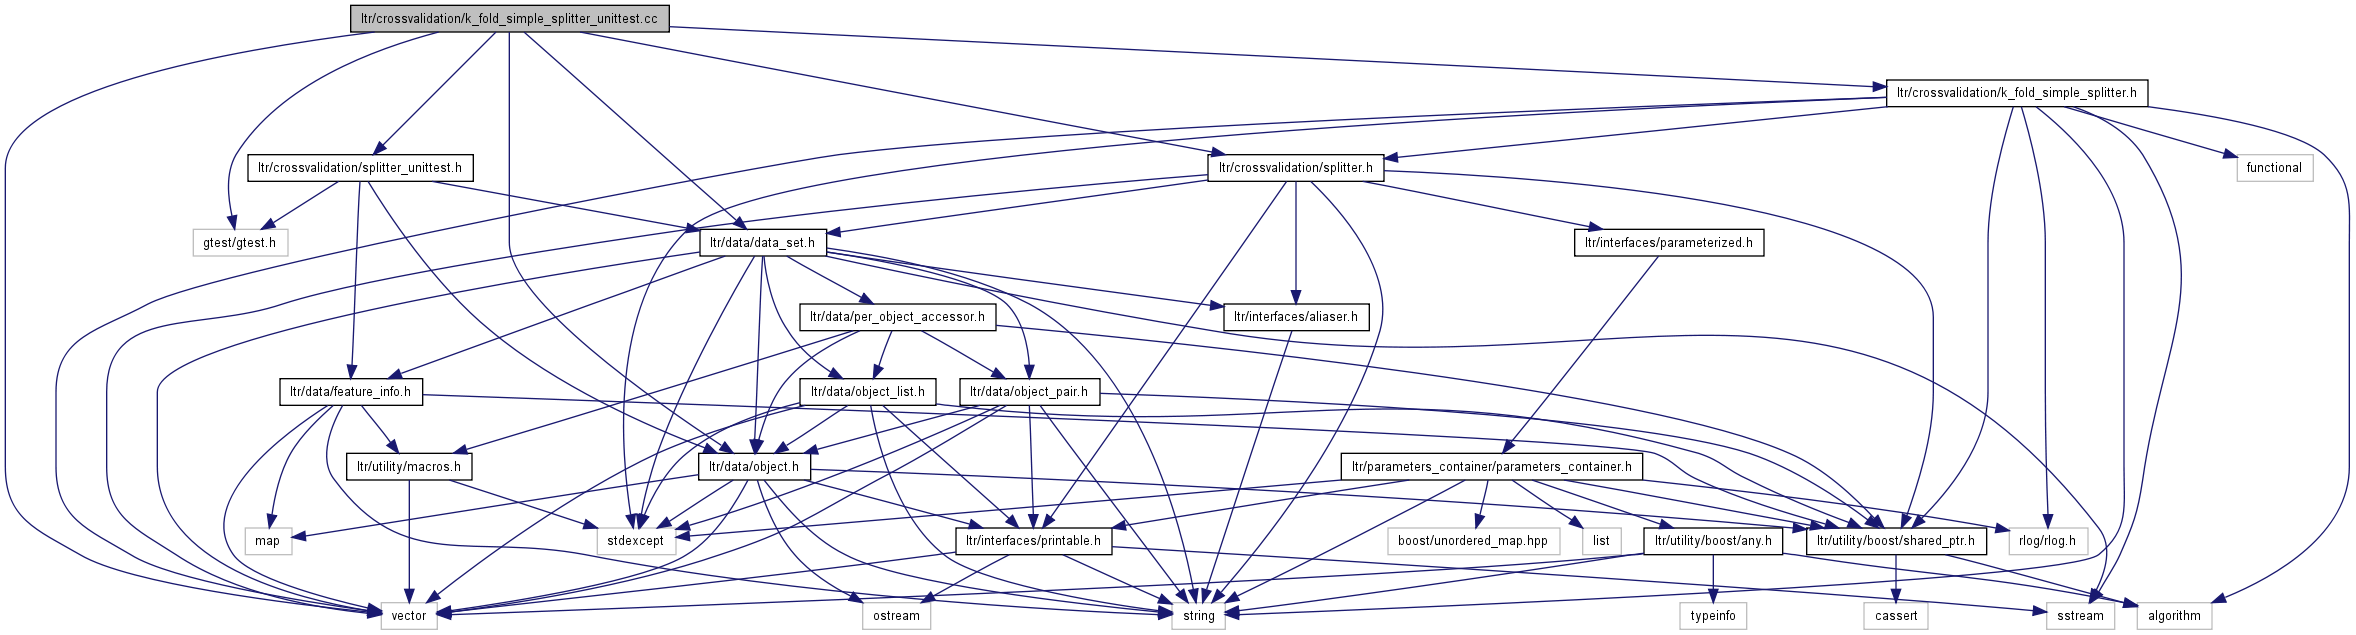 ltr/crossvalidation/k_fold_simple_splitter_unittest.cc
ltr/crossvalidation/k_fold_simple_splitter.h
ltr/crossvalidation/splitter_unittest.h
ltr/crossvalidation/splitter.h
functional
gtest/gtest.h
ltr/data/data_set.h
ltr/interfaces/parameterized.h
ltr/data/per_object_accessor.h
ltr/interfaces/aliaser.h
ltr/data/feature_info.h
ltr/data/object_list.h
ltr/data/object_pair.h
ltr/utility/macros.h
ltr/data/object.h
ltr/parameters_container/parameters_container.h
map
stdexcept
ltr/interfaces/printable.h
boost/unordered_map.hpp
list
ltr/utility/boost/any.h
ltr/utility/boost/shared_ptr.h
rlog/rlog.h
vector
ostream
string
typeinfo
cassert
sstream
algorithm